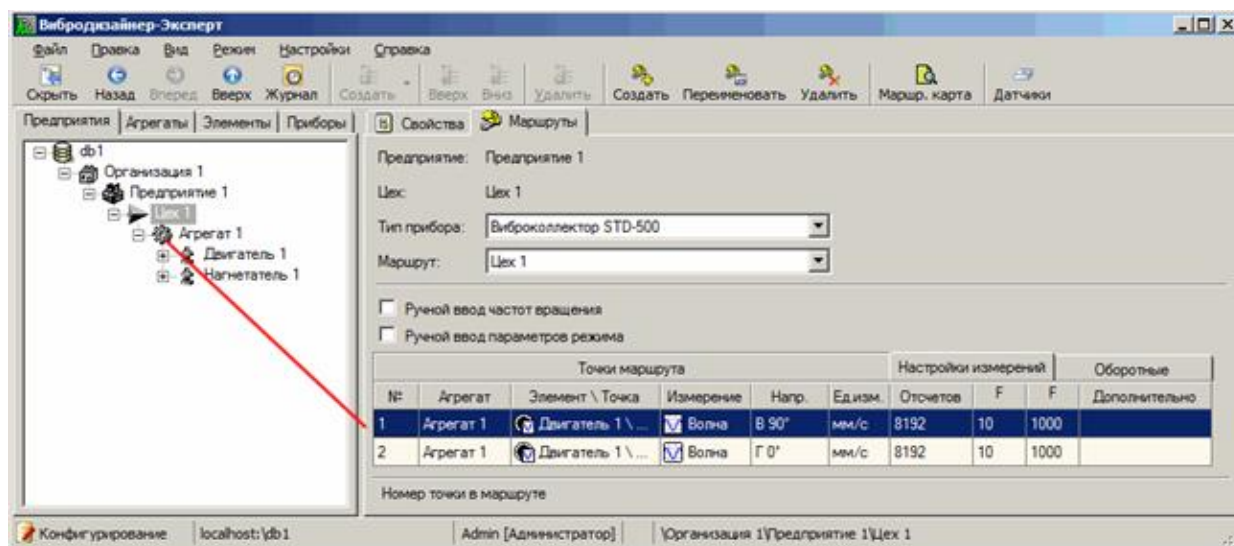 Вибродизайнер-Эксперт
Файл Правка Вид Режим Настройки Справка
Скрыть Назад Вперед Вверх Журнал Создать Вверх Вниз Удалить Создать Переименовать Удалить Маршр. карта Датчики
Предприятия Агрегаты Элементы Приборы Свойства Маршруты
db1
Организация 1
Предприятие 1
Цех 1
Агрегат 1
Двигатель 1
Нагнетатель 1
Предприятие: Предприятие 1
Цех: Цех 1
Тип прибора: Виброколлектор STD-500
Маршрут: Цех 1
Ручной ввод частот вращения
Ручной ввод параметров режима
Точки маршрута Настройки измерений Оборотные
№ Агрегат Элемент \ Точка Измерение Напр. Ед.изм. Отсчетов F F Дополнительно
1 Агрегат 1 Двигатель 1 \ ... Волна В 90° мм/с 8192 10 1000
2 Агрегат 1 Двигатель 1 \ ... Волна Г 0° мм/с 8192 10 1000
Номер точки в маршруте
Конфигурирование localhost:\db1 Admin [Администратор] \Организация 1\Предприятие 1\Цех 1